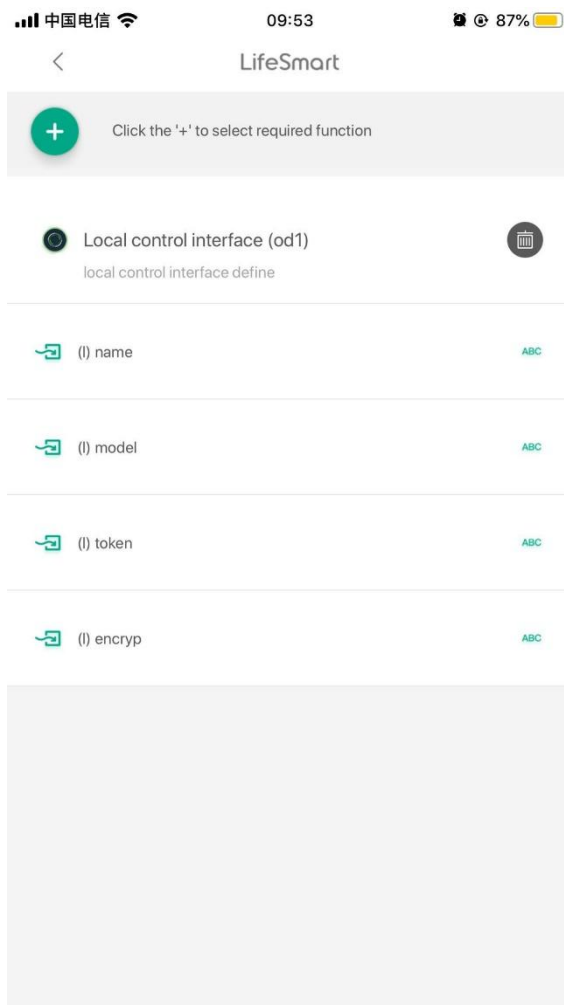 中国电信
09:53
87%
LifeSmart
+
Click the '+' to select required function
Local control interface (od1)
local control interface define
(I) name
ABC
(I) model
ABC
(I) token
ABC
(I) encryp
ABC